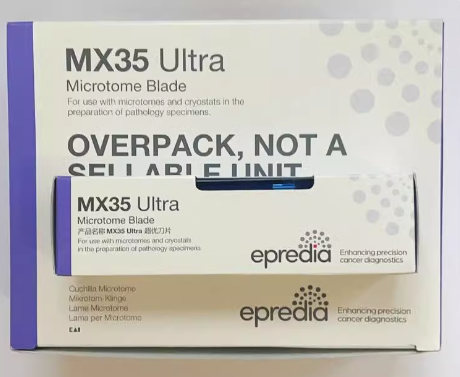 MX35 Ultra
Microtome Blade
For use with microtomes and cryostats in the
preparation of pathology specimens.
OVERPACK, NOT A
SELLABLE UNIT
MX35 Ultra
Microtome Blade
产品名称 MX35 Ultra 超优刀片
For use with microtomes and cryostats
in the preparation of pathology specimens
epredia
Enhancing precision
cancer diagnostics
Cuchilla Microtome
Mikrotom-Klinge
Lame Microtome
Lama per Microtomo
epredia
Enhancing precision
cancer diagnostics
KAI